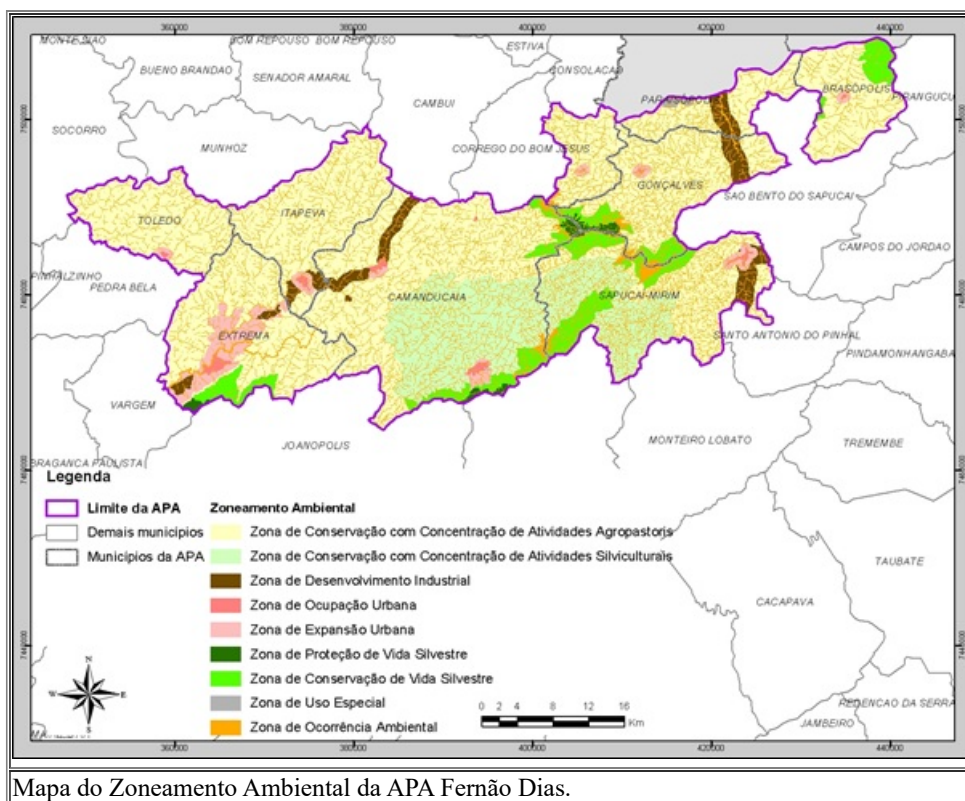 360000 380000 400000 420000 440000
MONTE SIAO
BOM REPOUSO BOM REPOUSO
ESTIVA
CONSOLACAO
BUENO BRANDAO
SENADOR AMARAL
CAMBUI
BRASÓPOLIS
PIRANGUCU
PARAISÓPOLIS
SOCORRO
MUNHOZ
CORREGO DO BOM JESUS
GONÇALVES
SAO BENTO DO SAPUCAI
TOLEDO
ITAPEVA
CAMPOS DO JORDAO
PINHALZINHO
PEDRA BELA
CAMANDUCAIA
SAPUCAI-MIRIM
EXTREMA
SANTO ANTONIO DO PINHAL
PINDAMONHANGABA
VARGEM
JOANOPOLIS
MONTEIRO LOBATO
TREMEMBE
BRAGANCA PAULISTA
TAUBATE
CACAPAVA
REDENCAO DA SERRA
JAMBEIRO
Legenda
Limite da APA
Demais municípios
Municípios da APA
Zoneamento Ambiental
Zona de Conservação com Concentração de Atividades Agropastoris
Zona de Conservação com Concentração de Atividades Silviculturais
Zona de Desenvolvimento Industrial
Zona de Ocupação Urbana
Zona de Expansão Urbana
Zona de Proteção de Vida Silvestre
Zona de Conservação de Vida Silvestre
Zona de Uso Especial
Zona de Ocorrência Ambiental
N
W E
S
0 2 4 8 12 16
Km
360000 380000 400000 420000 440000
Mapa do Zoneamento Ambiental da APA Fernão Dias.